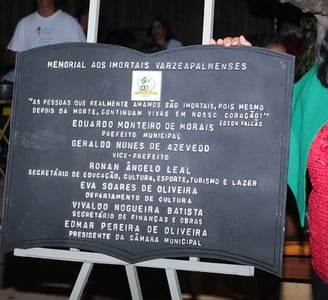 MEMORIAL AOS IMORTAIS VARZEAPALMENSES
"AS PESSOAS QUE REALMENTE AMAMOS SÃO IMORTAIS, POIS MESMO
DEPOIS DA MORTE, CONTINUAM VIVAS EM NOSSO CORAÇÃO!"
EDSON FALCÃO
EDUARDO MONTEIRO DE MORAIS
PREFEITO MUNICIPAL
GERALDO NUNES DE AZEVEDO
VICE-PREFEITO
RONAN ÂNGELO LEAL
SECRETÁRIO DE EDUCAÇÃO, CULTURA, ESPORTE, TURISMO E LAZER
EVA SOARES DE OLIVEIRA
DEPARTAMENTO DE CULTURA
VIVALDO NOGUEIRA BATISTA
SECRETÁRIO DE FINANÇAS E OBRAS
EDMAR PEREIRA DE OLIVEIRA
PRESIDENTE DA CÂMARA MUNICIPAL